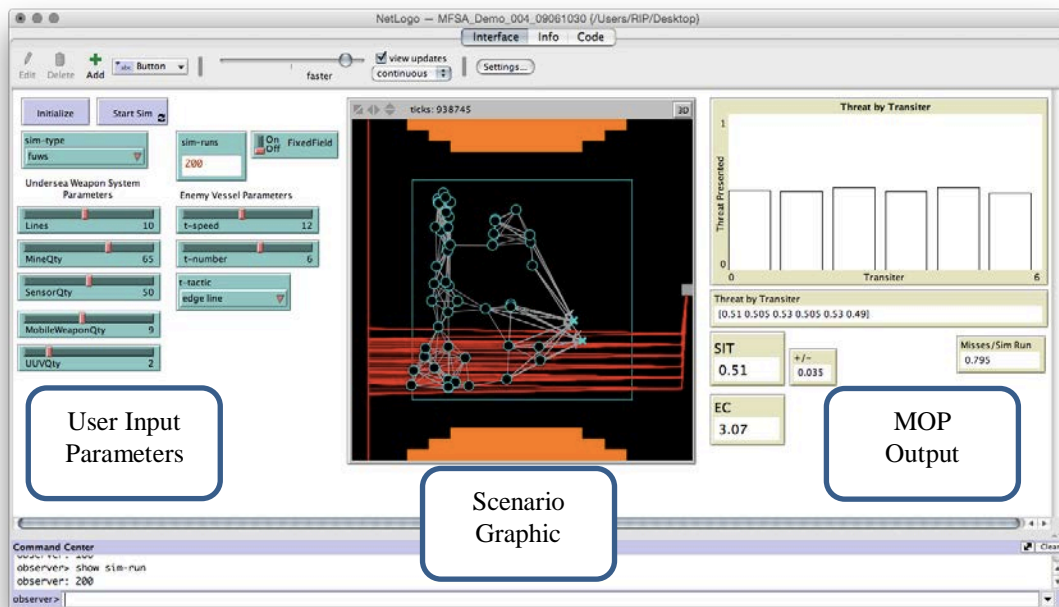 NetLogo — MFSA_Demo_004_09061030 (/Users/RIP/Desktop)
Interface Info Code
Edit Delete Add
abc Button
faster
view updates
continuous
Settings...
Initialize
Start Sim
sim-type
fuws
sim-runs
200
On
Off
FixedField
Undersea Weapon System
Parameters
Enemy Vessel Parameters
Lines 10
t-speed 12
MineQty 65
t-number 6
SensorQty 50
t-tactic
edge line
MobileWeaponQty 9
UUVQty 2
User Input
Parameters
ticks: 938745
3D
Scenario
Graphic
Threat by Transiter
1
Threat Presented
0
0 Transiter 6
Threat by Transiter
[0.51 0.505 0.53 0.505 0.53 0.49]
SIT
0.51
+/-
0.035
Misses/Sim Run
0.795
EC
3.07
MOP
Output
Command Center
Clear
observer> show sim-run
observer: 200
observer>